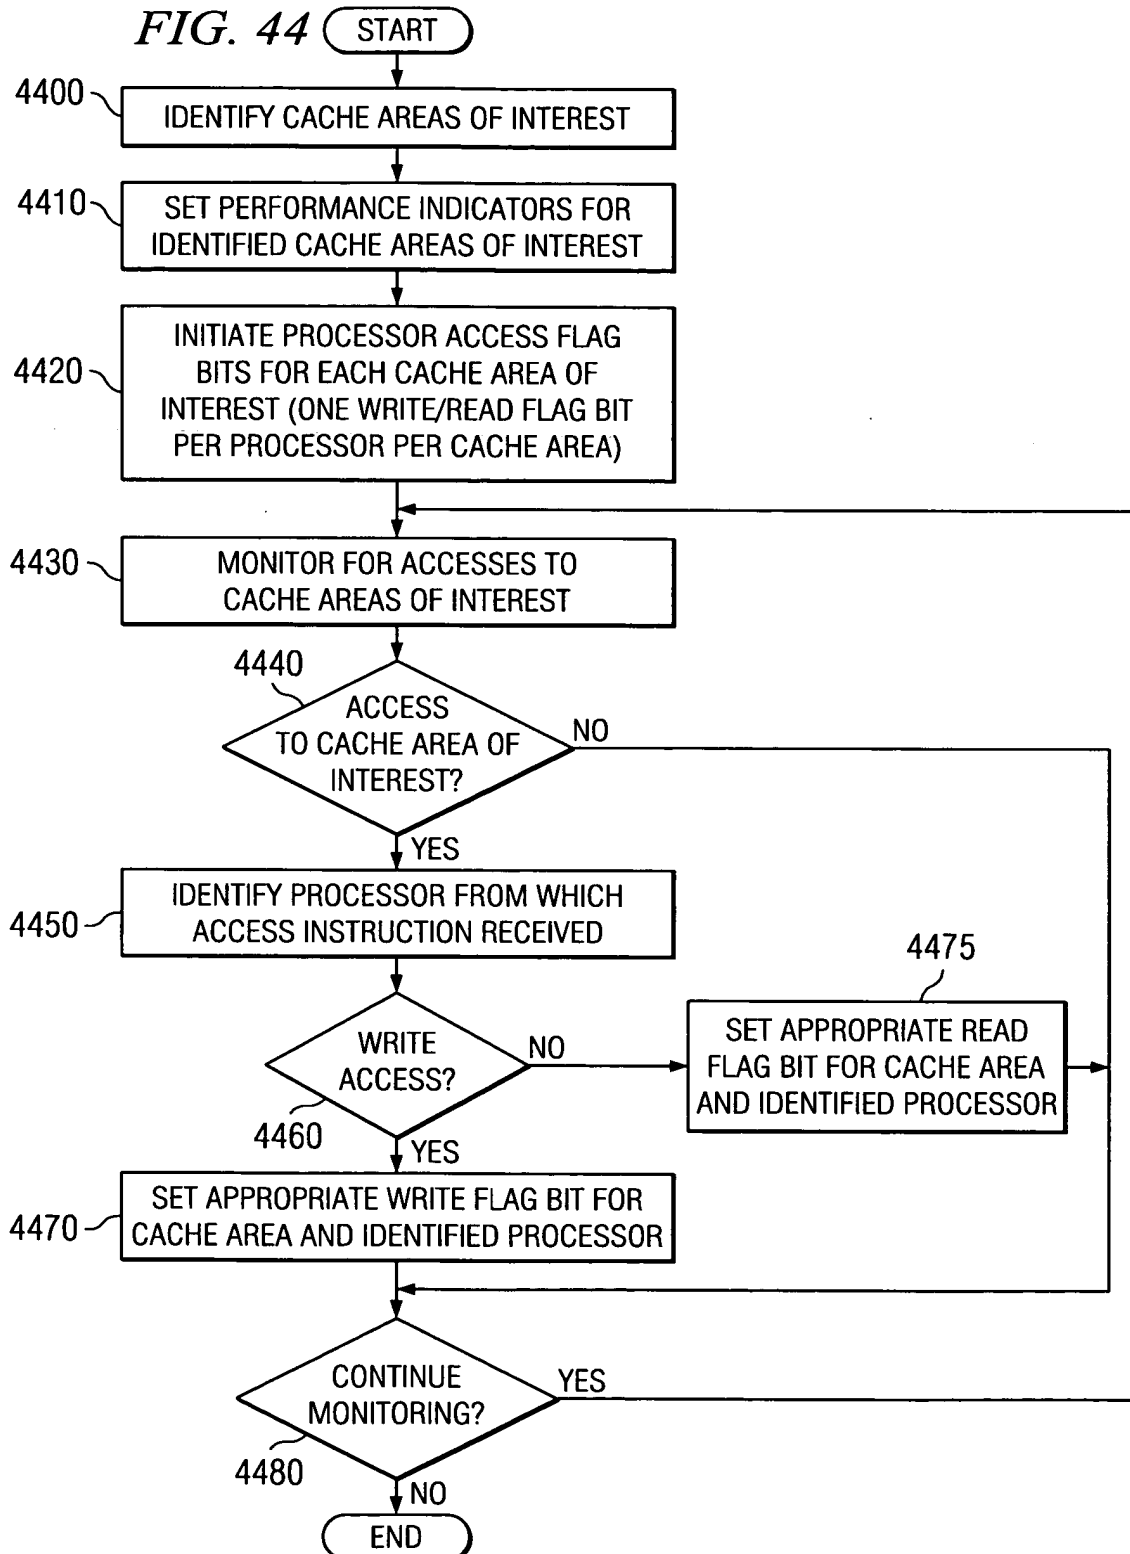 FIG. 44
START
4400
IDENTIFY CACHE AREAS OF INTEREST
4410
SET PERFORMANCE INDICATORS FOR
IDENTIFIED CACHE AREAS OF INTEREST
4420
INITIATE PROCESSOR ACCESS FLAG
BITS FOR EACH CACHE AREA OF
INTEREST (ONE WRITE/READ FLAG BIT
PER PROCESSOR PER CACHE AREA)
4430
MONITOR FOR ACCESSES TO
CACHE AREAS OF INTEREST
4440
ACCESS
TO CACHE AREA OF
INTEREST?
NO
YES
4450
IDENTIFY PROCESSOR FROM WHICH
ACCESS INSTRUCTION RECEIVED
4460
WRITE
ACCESS?
NO
4475
SET APPROPRIATE READ
FLAG BIT FOR CACHE AREA
AND IDENTIFIED PROCESSOR
YES
4470
SET APPROPRIATE WRITE FLAG BIT FOR
CACHE AREA AND IDENTIFIED PROCESSOR
CONTINUE
MONITORING?
YES
4480
NO
END